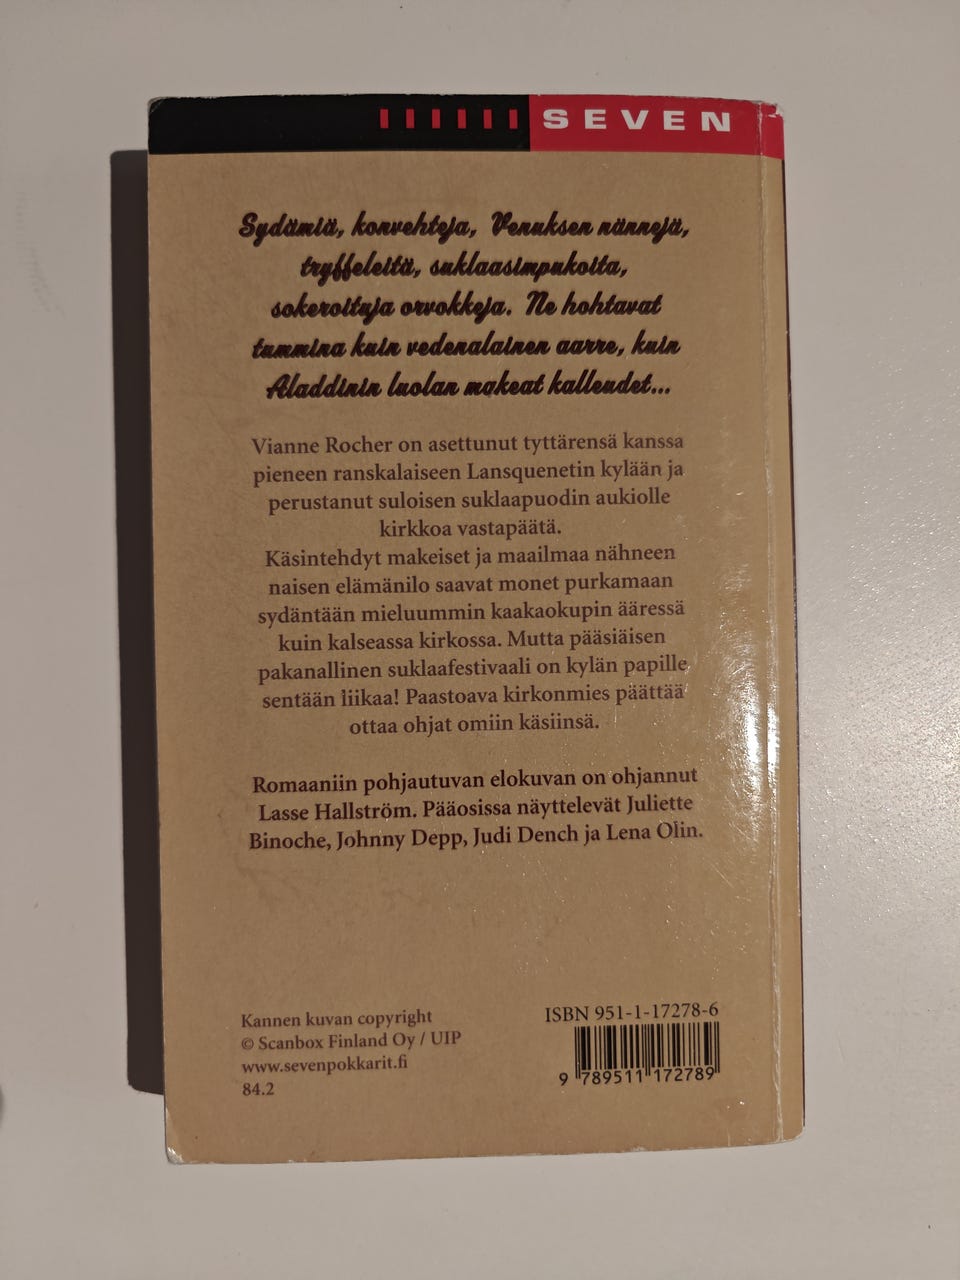 SEVEN
Sydämiä, konvehteja, Venuksen nännejä,
tryffeleitä, suklaasimpukoita,
sokeroituja orvokkeja. Ne hohtavat
tummina kuin vedenalainen aarre, kuin
Aladdinin luolan makeat kalleudet...
Vianne Rocher on asettunut tyttärensä kanssa
pieneen ranskalaiseen Lansquenetin kylään ja
perustanut suloisen suklaapuodin aukiolle
kirkkoa vastapäätä.
Käsintehdyt makeiset ja maailmaa nähneen
naisen elämänilo saavat monet purkamaan
sydäntään mieluummin kaakaokupin ääressä
kuin kalseassa kirkossa. Mutta pääsiäisen
pakanallinen suklaafestivaali on kylän papille
sentään liikaa! Paastoava kirkonmies päättää
ottaa ohjat omiin käsiinsä.
Romaaniin pohjautuvan elokuvan on ohjannut
Lasse Hallström. Pääosissa näyttelevät Juliette
Binoche, Johnny Depp, Judi Dench ja Lena Olin.
Kannen kuvan copyright
© Scanbox Finland Oy / UIP
www.sevenpokkarit.fi
84.2
ISBN 951-1-17278-6
9 789511 172789